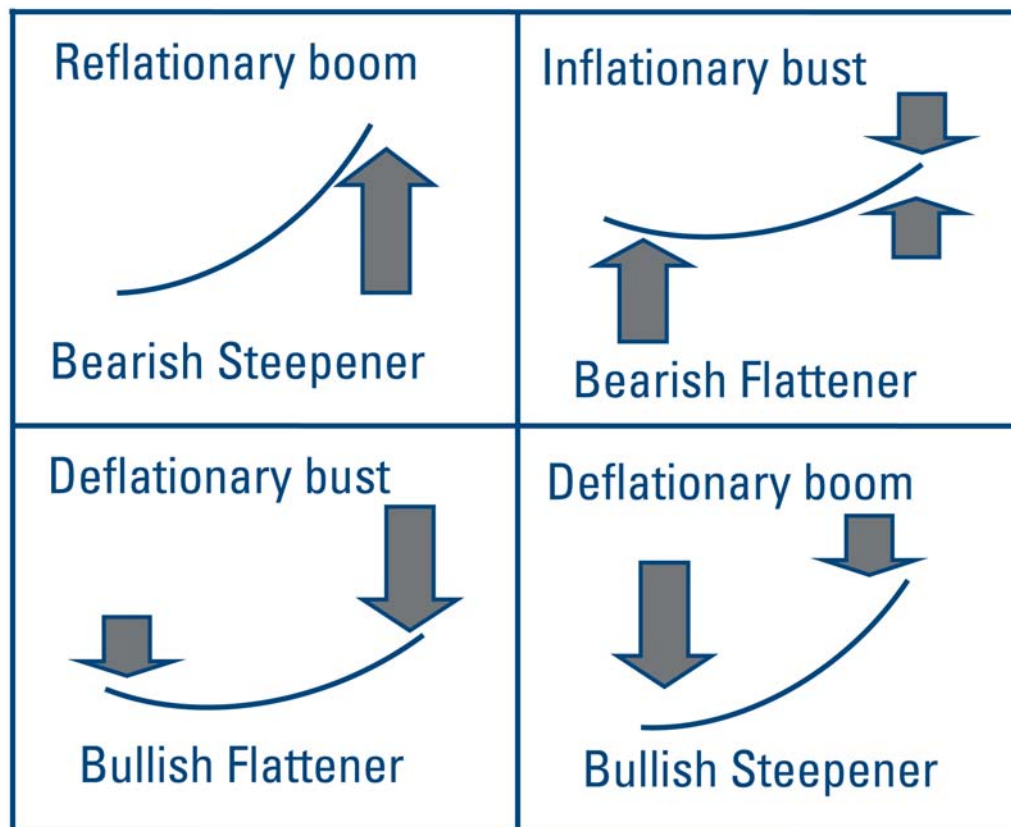 Reflationary boom
Bearish Steepener
Inflationary bust
Bearish Flattener
Deflationary bust
Bullish Flattener
Deflationary boom
Bullish Steepener